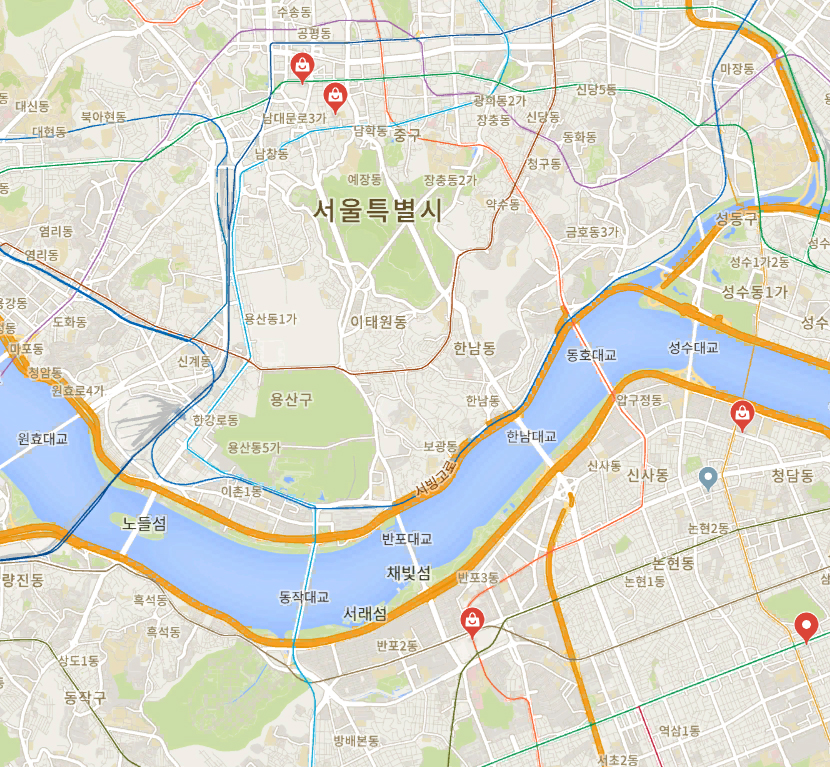 수송동
공평동
마장동
대신동
북아현동
대현동
남대문로3가
남학동
중구
광희동2가
장충동
신당동
신당5동
동화동
남창동
청구동
예장동
장충동2가
약수동
서울특별시
성동구
염리동
염리동
금호동3가
성수1가2동
성수동1가
도화동
용산동1가
이태원동
마포동
신계동
한남동
동호대교
성수대교
청암동
원효로4가
용산구
한남동
압구정동
한강로동
원효대교
용산동5가
보광동
한남대교
서빙고로
신사동
신사동
청담동
이촌1동
노들섬
논현2동
반포대교
채빛섬
반포3동
논현동
논현1동
흑석동
동작대교
서래섬
흑석동
반포2동
상도1동
동작구
방배본동
역삼1동
서초2동